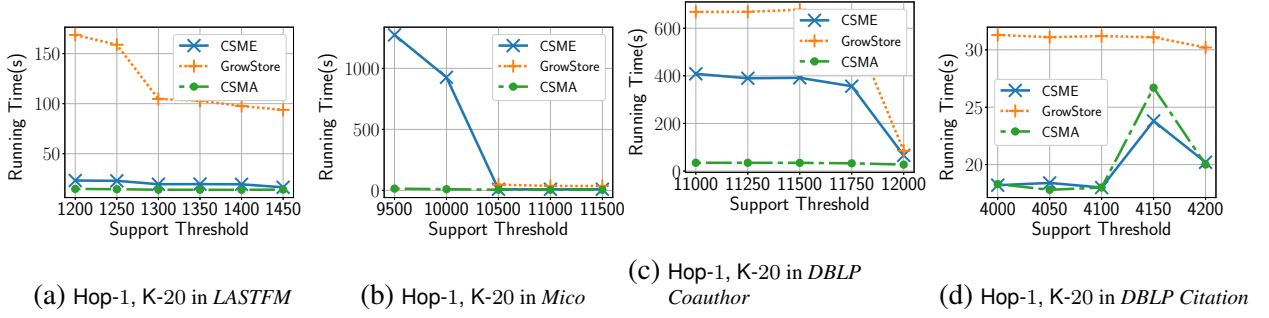 Running Time(s)
150
100
50
CSME
GrowStore
CSMA
1200 1250 1300 1350 1400 1450
Support Threshold
(a) Hop-1, K-20 in LASTFM
Running Time(s)
1000
500
0
CSME
GrowStore
CSMA
9500 10000 10500 11000 11500
Support Threshold
(b) Hop-1, K-20 in Mico
Running Time(s)
600
400
200
0
CSME
GrowStore
CSMA
11000 11250 11500 11750 12000
Support Threshold
(c) Hop-1, K-20 in DBLP
Coauthor
Running Time(s)
30
25
20
CSME
GrowStore
CSMA
4000 4050 4100 4150 4200
Support Threshold
(d) Hop-1, K-20 in DBLP Citation